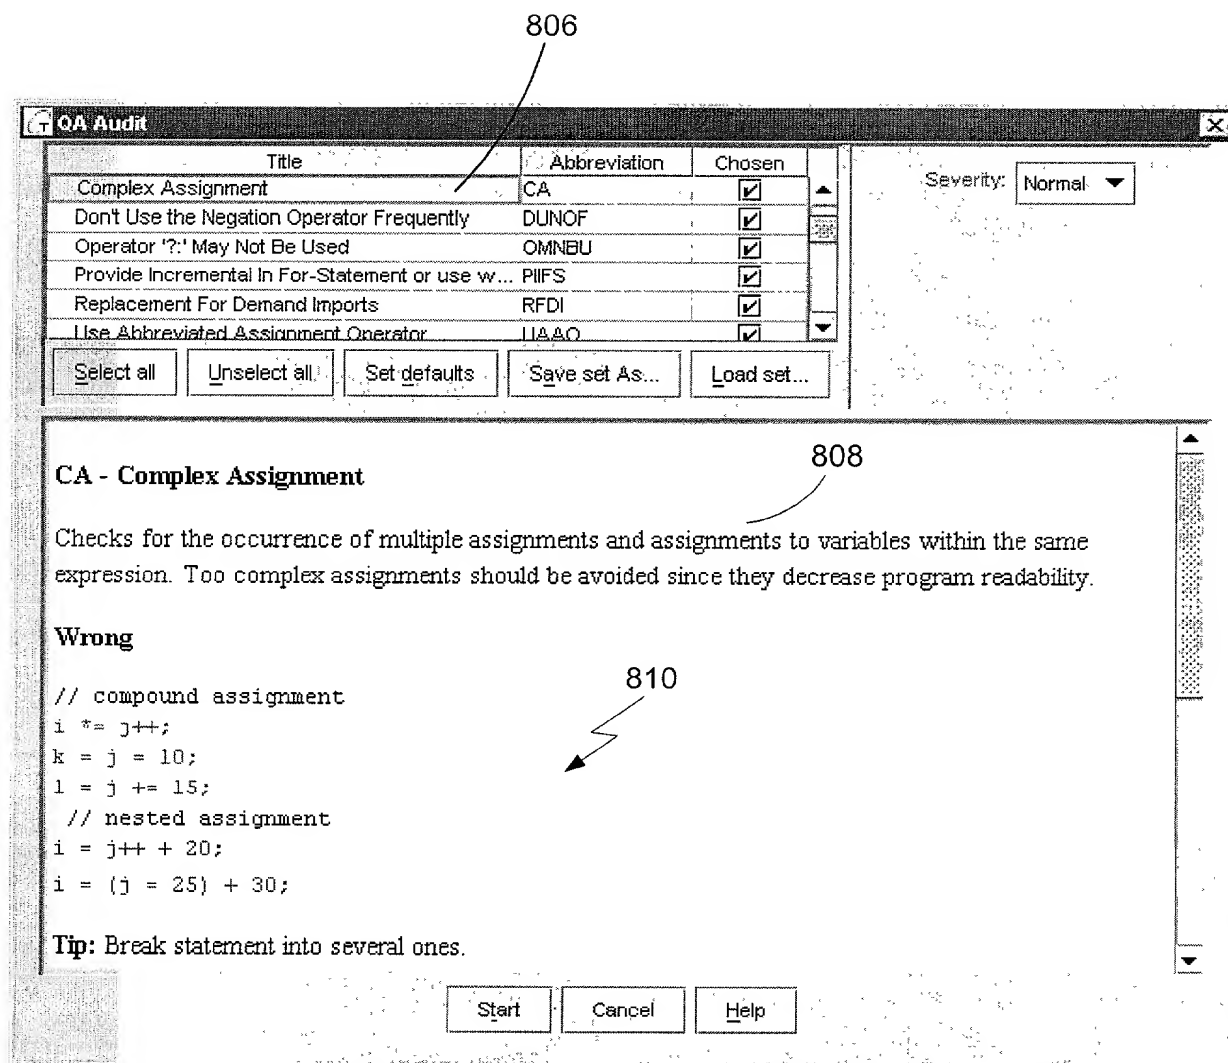 806
QA Audit
Title Abbreviation Chosen
Complex Assignment CA
Severity: Normal
Don't Use the Negation Operator Frequently DUNOF
Operator '?:' May Not Be Used OMNBU
Provide Incremental In For-Statement or use w... PIIFS
Replacement For Demand Imports RFDI
Use Abbreviated Assignment Operator UAAO
Select all Unselect all Set defaults Save set As... Load set...
808
CA - Complex Assignment
Checks for the occurrence of multiple assignments and assignments to variables within the same
expression. Too complex assignments should be avoided since they decrease program readability.
Wrong
810
// compound assignment
i *= j++;
k = j = 10;
l = j += 15;
// nested assignment
i = j++ + 20;
i = (j = 25) + 30;
Tip: Break statement into several ones.
Start Cancel Help